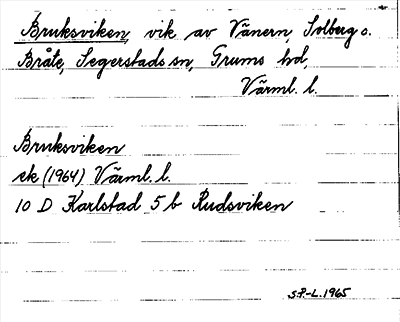 Bruksviken, vik av Vänern, Solberg o.
Bråte, Segerstads sn, Grums hd,
Värml. l.
Bruksviken
ek (1964) Värml. l.
10 D Karlstad 5 b Rudsviken
S.P.-L. 1965